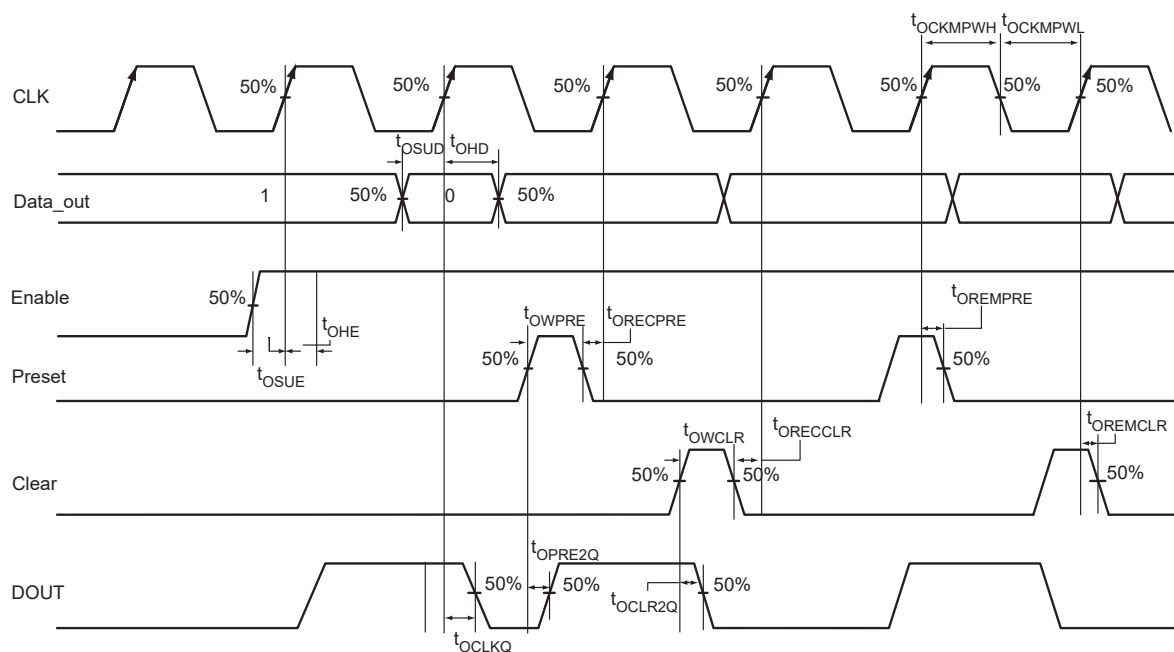 tOCKMPWH tOCKMPWL
CLK
50% 50% 50% 50% 50% 50% 50%
tOSUD tOHD
Data_out
1 50% 0 50%
Enable
50%
tOHE
tOSUE
tOWPRE tORECPRE tOREMPRE
Preset
50% 50% 50%
tOWCLR tORECCLR tOREMCLR
Clear
50% 50% 50%
tOPRE2Q
DOUT
50% 50% 50%
tOCLR2Q
tOCLKQ